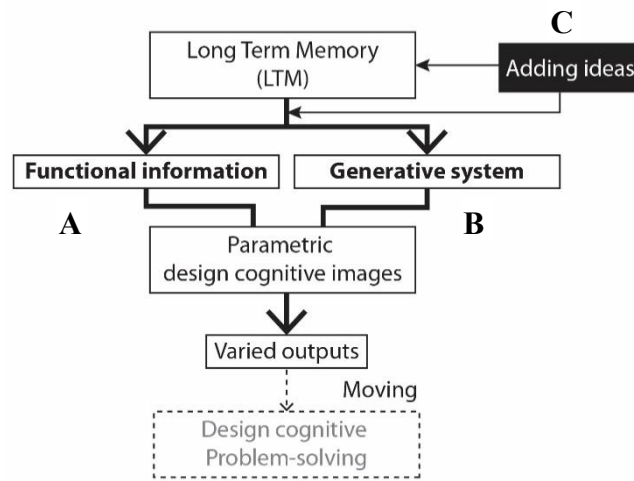 C
Long Term Memory
(LTM)
Adding ideas
Functional information
Generative system
A
B
Parametric
design cognitive images
Varied outputs
Moving
Design cognitive
Problem-solving